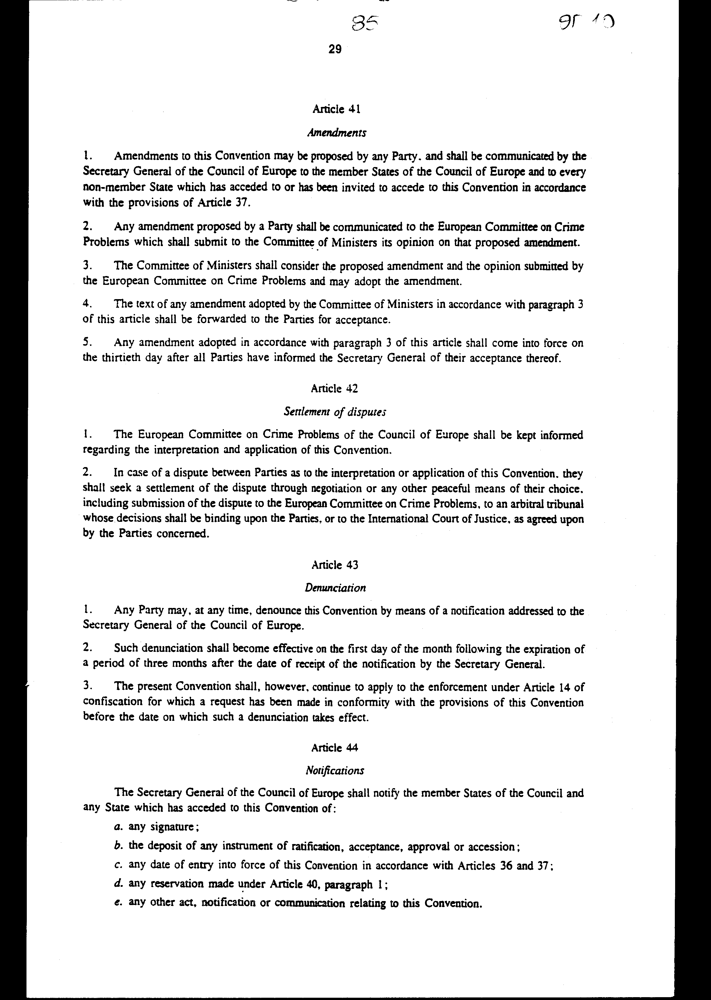 85
29
Article 41
Amendments
1. Amendments to this Convention may be proposed by any Party, and shall be communicated by the
Secretary General of the Council of Europe to the member States of the Council of Europe and to every
non-member State which has acceded to or has been invited to accede to this Convention in accordance
with the provisions of Article 37.
2. Any amendment proposed by a Party shall be communicated to the European Committee on Crime
Problems which shall submit to the Committee of Ministers its opinion on that proposed amendment.
3. The Committee of Ministers shall consider the proposed amendment and the opinion submitted by
the European Committee on Crime Problems and may adopt the amendment.
4. The text of any amendment adopted by the Committee of Ministers in accordance with paragraph 3
of this article shall be forwarded to the Parties for acceptance.
5. Any amendment adopted in accordance with paragraph 3 of this article shall come into force on
the thirtieth day after all Parties have informed the Secretary General of their acceptance thereof.
Article 42
Settlement of disputes
1. The European Committee on Crime Problems of the Council of Europe shall be kept informed
regarding the interpretation and application of this Convention.
2. In case of a dispute between Parties as to the interpretation or application of this Convention, they
shall seek a settlement of the dispute through negotiation or any other peaceful means of their choice,
including submission of the dispute to the European Committee on Crime Problems, to an arbitral tribunal
whose decisions shall be binding upon the Parties, or to the International Court of Justice, as agreed upon
by the Parties concerned.
Article 43
Denunciation
1. Any Party may, at any time, denounce this Convention by means of a notification addressed to the
Secretary General of the Council of Europe.
2. Such denunciation shall become effective on the first day of the month following the expiration of
a period of three months after the date of receipt of the notification by the Secretary General.
3. The present Convention shall, however, continue to apply to the enforcement under Article 14 of
confiscation for which a request has been made in conformity with the provisions of this Convention
before the date on which such a denunciation takes effect.
Article 44
Notifications
The Secretary General of the Council of Europe shall notify the member States of the Council and
any State which has acceded to this Convention of:
a. any signature;
b. the deposit of any instrument of ratification, acceptance, approval or accession;
c. any date of entry into force of this Convention in accordance with Articles 36 and 37;
d. any reservation made under Article 40, paragraph 1;
e. any other act, notification or communication relating to this Convention.